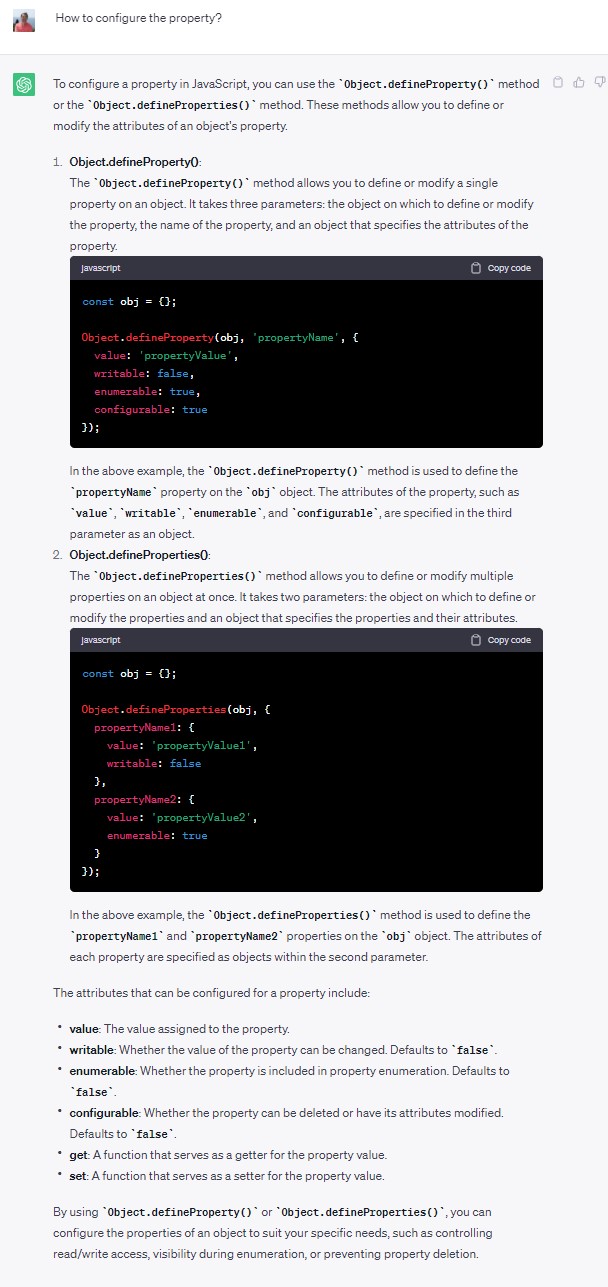 How to configure the property?
To configure a property in JavaScript, you can use the `Object.defineProperty()` method
or the `Object.defineProperties()` method. These methods allow you to define or
modify the attributes of an object's property.
1. Object.defineProperty():
The `Object.defineProperty()` method allows you to define or modify a single
property on an object. It takes three parameters: the object on which to define or modify
the property, the name of the property, and an object that specifies the attributes of the
property.
javascript Copy code
const obj = {};
Object.defineProperty(obj, 'propertyName', {
  value: 'propertyValue',
  writable: false,
  enumerable: true,
  configurable: true
});
In the above example, the `Object.defineProperty()` method is used to define the
`propertyName` property on the `obj` object. The attributes of the property, such as
`value`, `writable`, `enumerable`, and `configurable`, are specified in the third
parameter as an object.
2. Object.defineProperties():
The `Object.defineProperties()` method allows you to define or modify multiple
properties on an object at once. It takes two parameters: the object on which to define or
modify the properties and an object that specifies the properties and their attributes.
javascript Copy code
const obj = {};
Object.defineProperties(obj, {
  propertyName1: {
    value: 'propertyValue1',
    writable: false
  },
  propertyName2: {
    value: 'propertyValue2',
    enumerable: true
  }
});
In the above example, the `Object.defineProperties()` method is used to define the
`propertyName1` and `propertyName2` properties on the `obj` object. The attributes of
each property are specified as objects within the second parameter.
The attributes that can be configured for a property include:
• value: The value assigned to the property.
• writable: Whether the value of the property can be changed. Defaults to `false`.
• enumerable: Whether the property is included in property enumeration. Defaults to
`false`.
• configurable: Whether the property can be deleted or have its attributes modified.
Defaults to `false`.
• get: A function that serves as a getter for the property value.
• set: A function that serves as a setter for the property value.
By using `Object.defineProperty()` or `Object.defineProperties()`, you can
configure the properties of an object to suit your specific needs, such as controlling
read/write access, visibility during enumeration, or preventing property deletion.